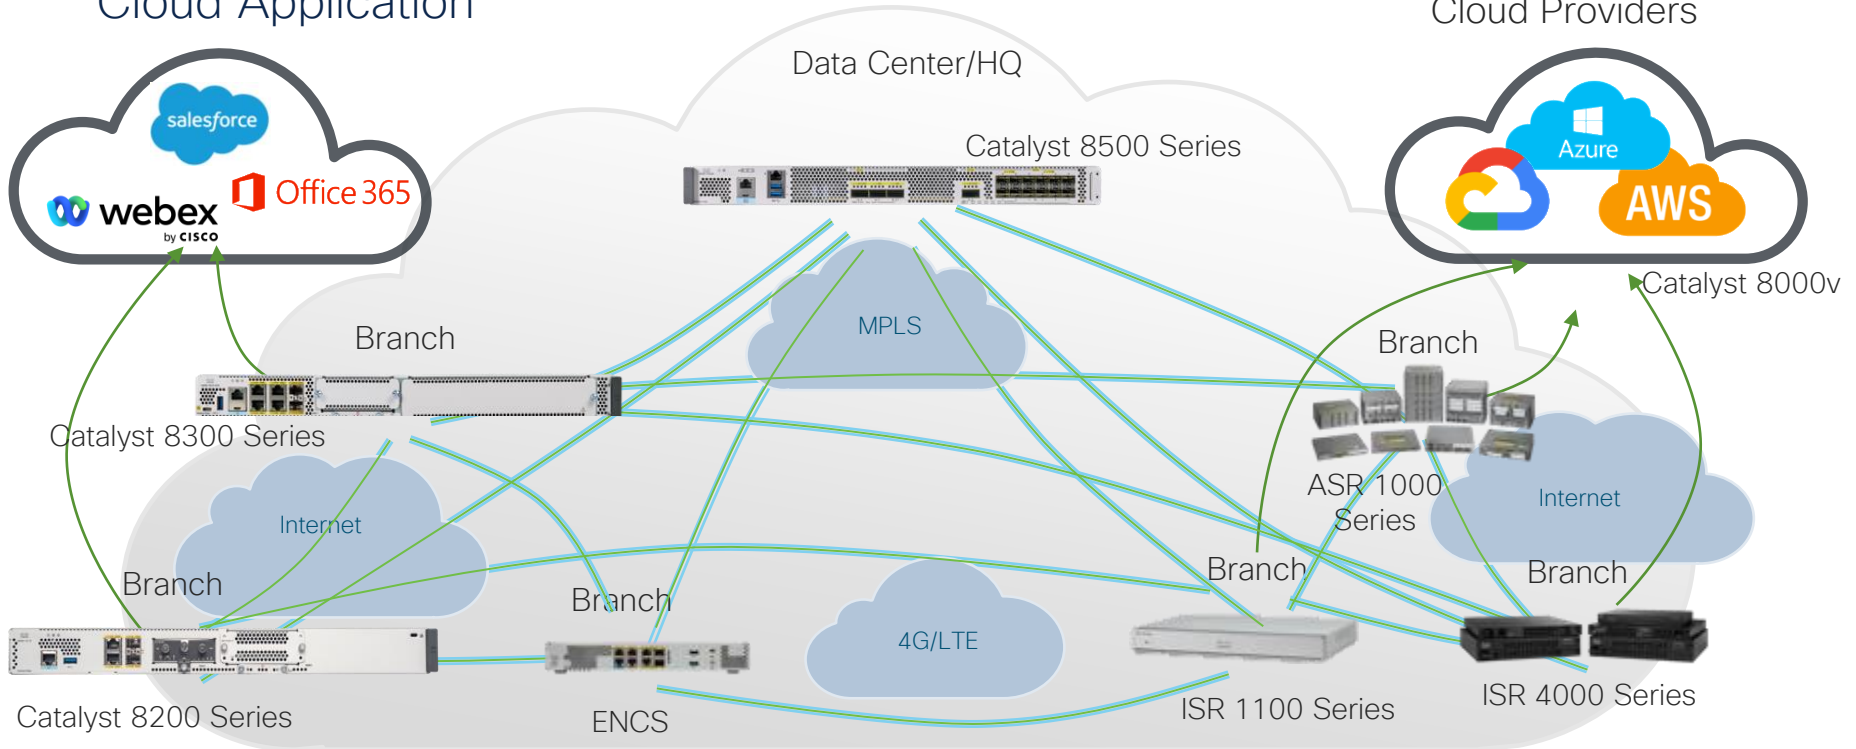 Cloud Application
Cloud Providers
Data Center/HQ
salesforce
webex
by CISCO
Office 365
Catalyst 8500 Series
Azure
AWS
Catalyst 8000v
MPLS
Branch
Catalyst 8300 Series
Branch
ASR 1000
Series
Internet
Internet
Branch
Catalyst 8200 Series
Branch
ENCS
4G/LTE
Branch
ISR 1100 Series
Branch
ISR 4000 Series